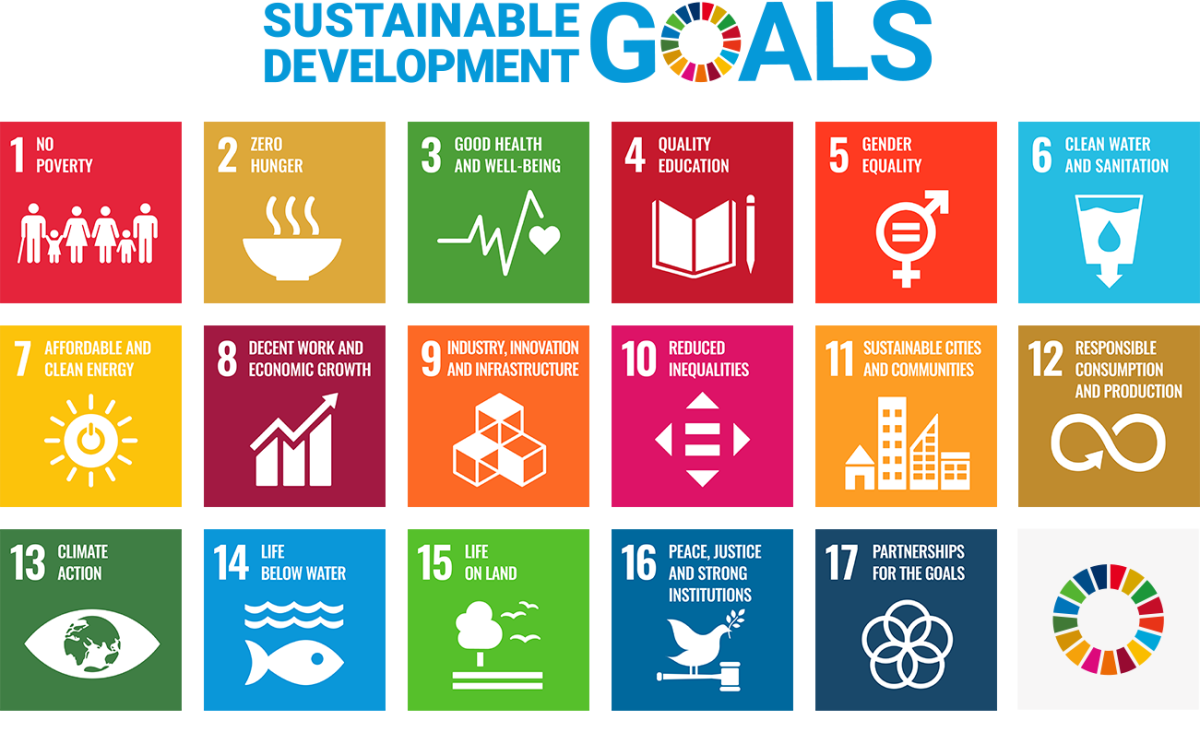 SUSTAINABLE
DEVELOPMENT
GOALS
1 NO
POVERTY
2 ZERO
HUNGER
3 GOOD HEALTH
AND WELL-BEING
4 QUALITY
EDUCATION
5 GENDER
EQUALITY
6 CLEAN WATER
AND SANITATION
7 AFFORDABLE AND
CLEAN ENERGY
8 DECENT WORK AND
ECONOMIC GROWTH
9 INDUSTRY, INNOVATION
AND INFRASTRUCTURE
10 REDUCED
INEQUALITIES
11 SUSTAINABLE CITIES
AND COMMUNITIES
12 RESPONSIBLE
CONSUMPTION
AND PRODUCTION
13 CLIMATE
ACTION
14 LIFE
BELOW WATER
15 LIFE
ON LAND
16 PEACE, JUSTICE
AND STRONG
INSTITUTIONS
17 PARTNERSHIPS
FOR THE GOALS